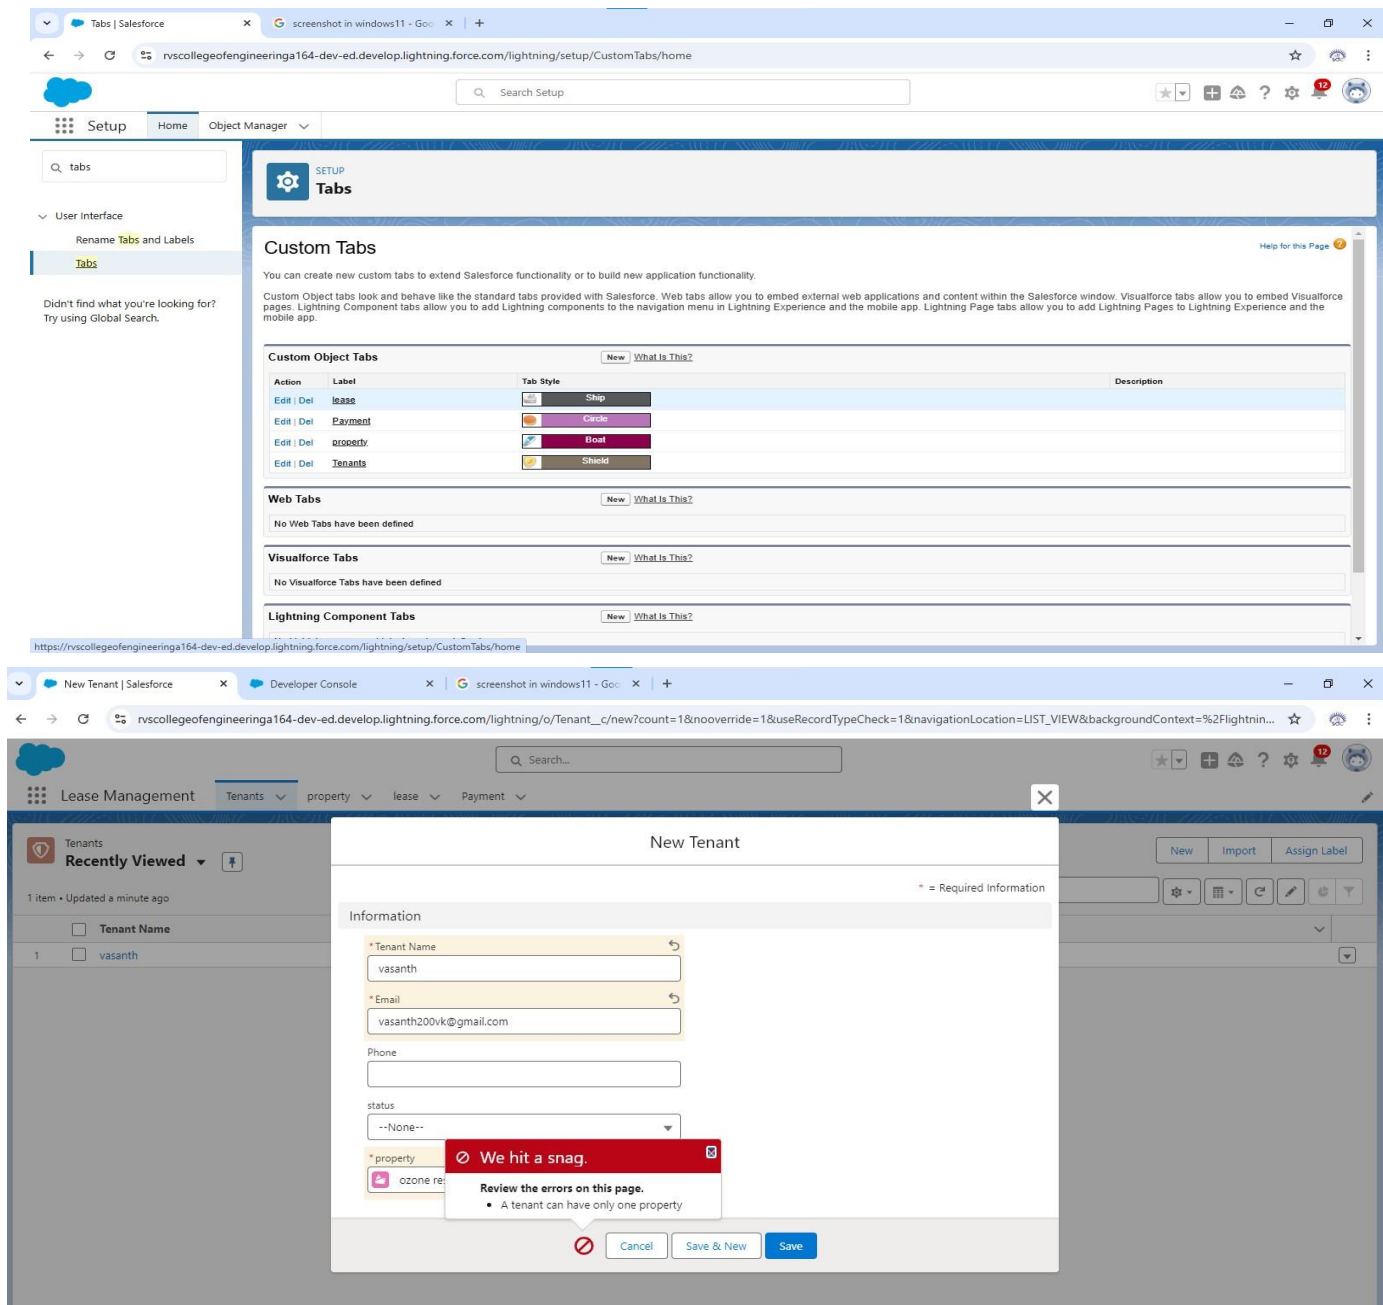 Tabs | Salesforce
screenshot in windows11 - Goo
rvscollegeofengineeringa164-dev-ed.develop.lightning.force.com/lightning/setup/CustomTabs/home
Search Setup
12
Setup Home Object Manager
tabs
SETUP
Tabs
User Interface
Rename Tabs and Labels
Tabs
Didn't find what you're looking for?
Try using Global Search.
Custom Tabs
Help for this Page
You can create new custom tabs to extend Salesforce functionality or to build new application functionality.
Custom Object tabs look and behave like the standard tabs provided with Salesforce. Web tabs allow you to embed external web applications and content within the Salesforce window. Visualforce tabs allow you to embed Visualforce
pages. Lightning Component tabs allow you to add Lightning components to the navigation menu in Lightning Experience and the mobile app. Lightning Page tabs allow you to add Lightning Pages to Lightning Experience and the
mobile app.
Custom Object Tabs New What Is This?
Action Label Tab Style Description
Edit | Del lease Ship
Edit | Del Payment Circle
Edit | Del property Boat
Edit | Del Tenants Shield
Web Tabs New What Is This?
No Web Tabs have been defined
Visualforce Tabs New What Is This?
No Visualforce Tabs have been defined
Lightning Component Tabs New What Is This?
https://rvscollegeofengineeringa164-dev-ed.develop.lightning.force.com/lightning/setup/CustomTabs/home
New Tenant | Salesforce
Developer Console
screenshot in windows11 - Goo
rvscollegeofengineeringa164-dev-ed.develop.lightning.force.com/lightning/o/Tenant__c/new?count=1&nooverride=1&useRecordTypeCheck=1&navigationLocation=LIST_VIEW&backgroundContext=%2Flightnin...
Search...
12
Lease Management Tenants property lease Payment
New Tenant
Tenants
Recently Viewed
New Import Assign Label
1 item • Updated a minute ago
* = Required Information
Information
Tenant Name
1 vasanth
* Tenant Name
vasanth
* Email
vasanth200vk@gmail.com
Phone
status
--None--
* property
ozone re
We hit a snag.
Review the errors on this page.
• A tenant can have only one property
Cancel Save & New Save